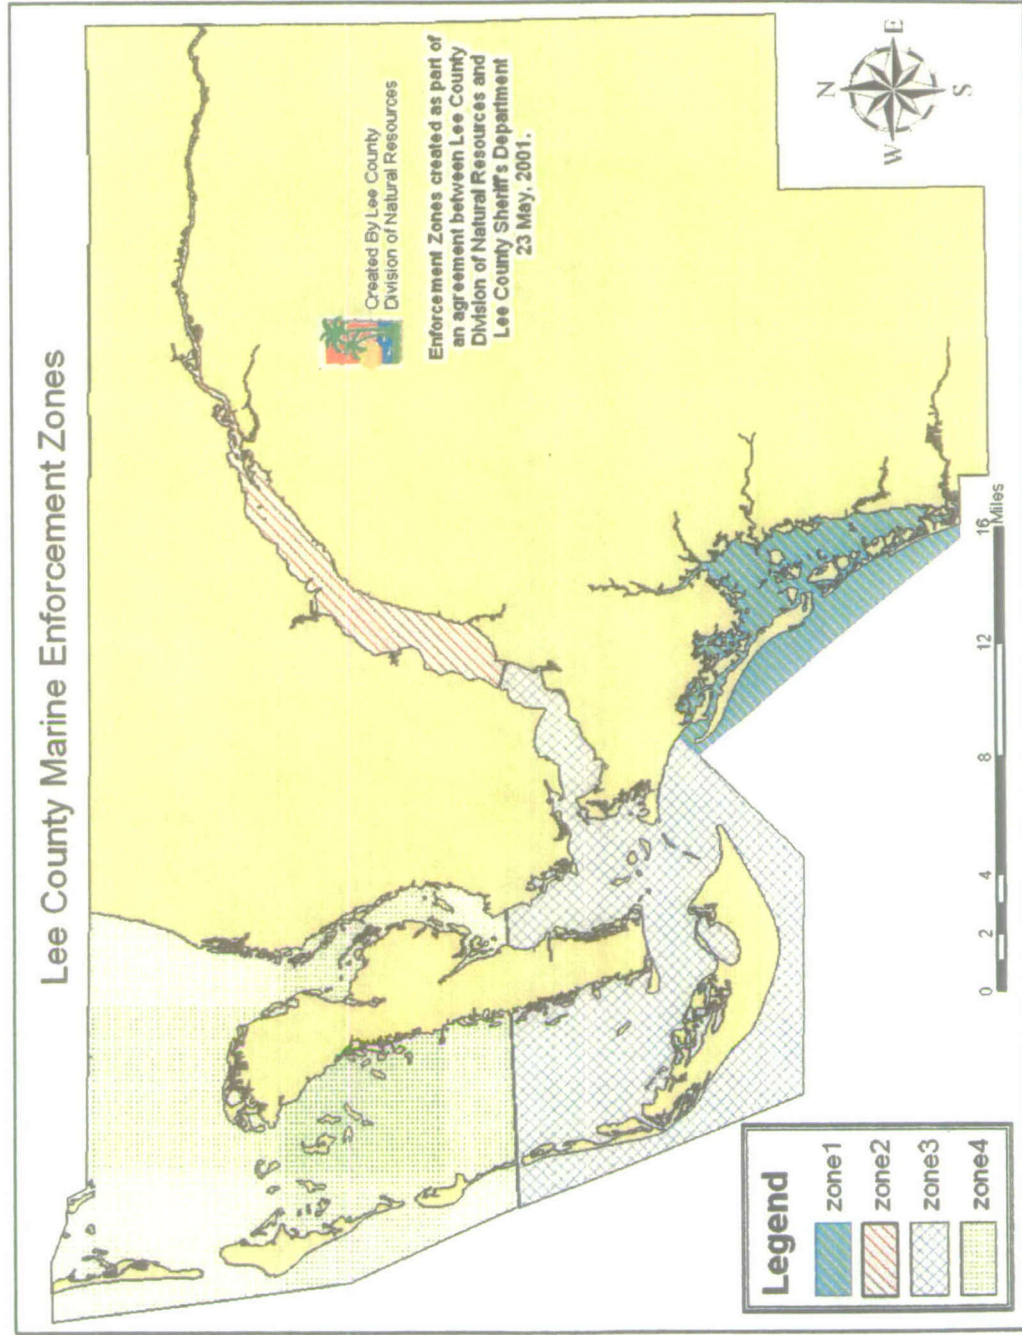 Lee County Marine Enforcement Zones
Created By Lee County
Division of Natural Resources
Enforcement Zones created as part of
an agreement between Lee County
Division of Natural Resources and
Lee County Sheriff's Department
23 May, 2001.
N
W
E
S
0
2
4
8
12
16
Miles
Legend
zone1
zone2
zone3
zone4